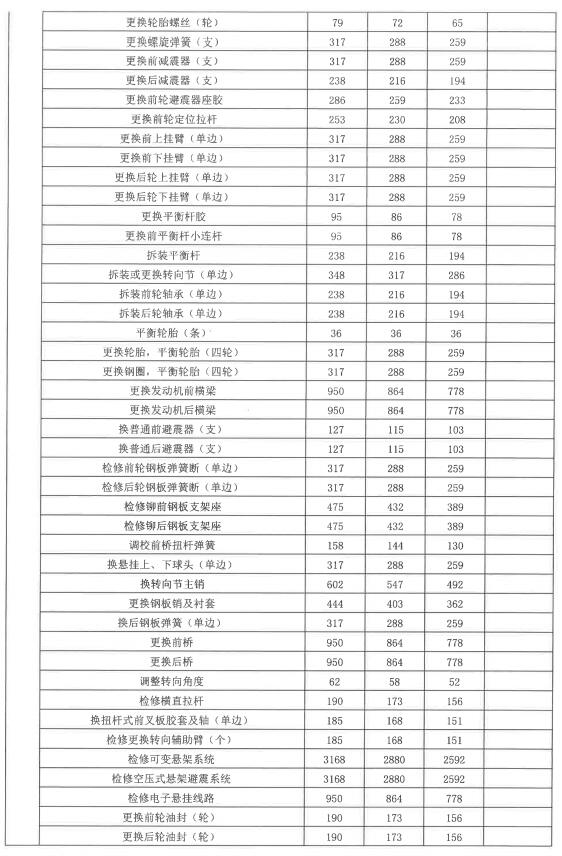 更换轮胎螺丝（轮） 79 72 65
更换螺旋弹簧（支） 317 288 259
更换前减震器（支） 317 288 259
更换后减震器（支） 238 216 194
更换前轮避震器座胶 286 259 233
更换前轮定位拉杆 253 230 208
更换前上挂臂（单边） 317 288 259
更换前下挂臂（单边） 317 288 259
更换后轮上挂臂（单边） 317 288 259
更换后轮下挂臂（单边） 317 288 259
更换平衡杆胶 95 86 78
更换前平衡杆小连杆 95 86 78
拆装平衡杆 238 216 194
拆装或更换转向节（单边） 348 317 286
拆装前轮轴承（单边） 238 216 194
拆装后轮轴承（单边） 238 216 194
平衡轮胎（条） 36 36 36
更换轮胎，平衡轮胎（四轮） 317 288 259
更换钢圈，平衡轮胎（四轮） 317 288 259
更换发动机前横梁 950 864 778
更换发动机后横梁 950 864 778
换普通前避震器（支） 127 115 103
换普通后避震器（支） 127 115 103
检修前轮钢板弹簧断（单边） 317 288 259
检修后轮钢板弹簧断（单边） 317 288 259
检修铆前钢板支架座 475 432 389
检修铆后钢板支架座 475 432 389
调校前桥扭杆弹簧 158 144 130
换悬挂上、下球头（单边） 317 288 259
换转向节主销 602 547 492
更换钢板销及衬套 444 403 362
换后钢板弹簧（单边） 317 288 259
更换前桥 950 864 778
更换后桥 950 864 778
调整转向角度 62 58 52
检修横直拉杆 190 173 156
换扭杆式前叉板胶套及轴（单边） 185 168 151
检修更换转向辅助臂（个） 185 168 151
检修可变悬架系统 3168 2880 2592
检修空压式悬架避震系统 3168 2880 2592
检修电子悬挂线路 950 864 778
更换前轮油封（轮） 190 173 156
更换后轮油封（轮） 190 173 156